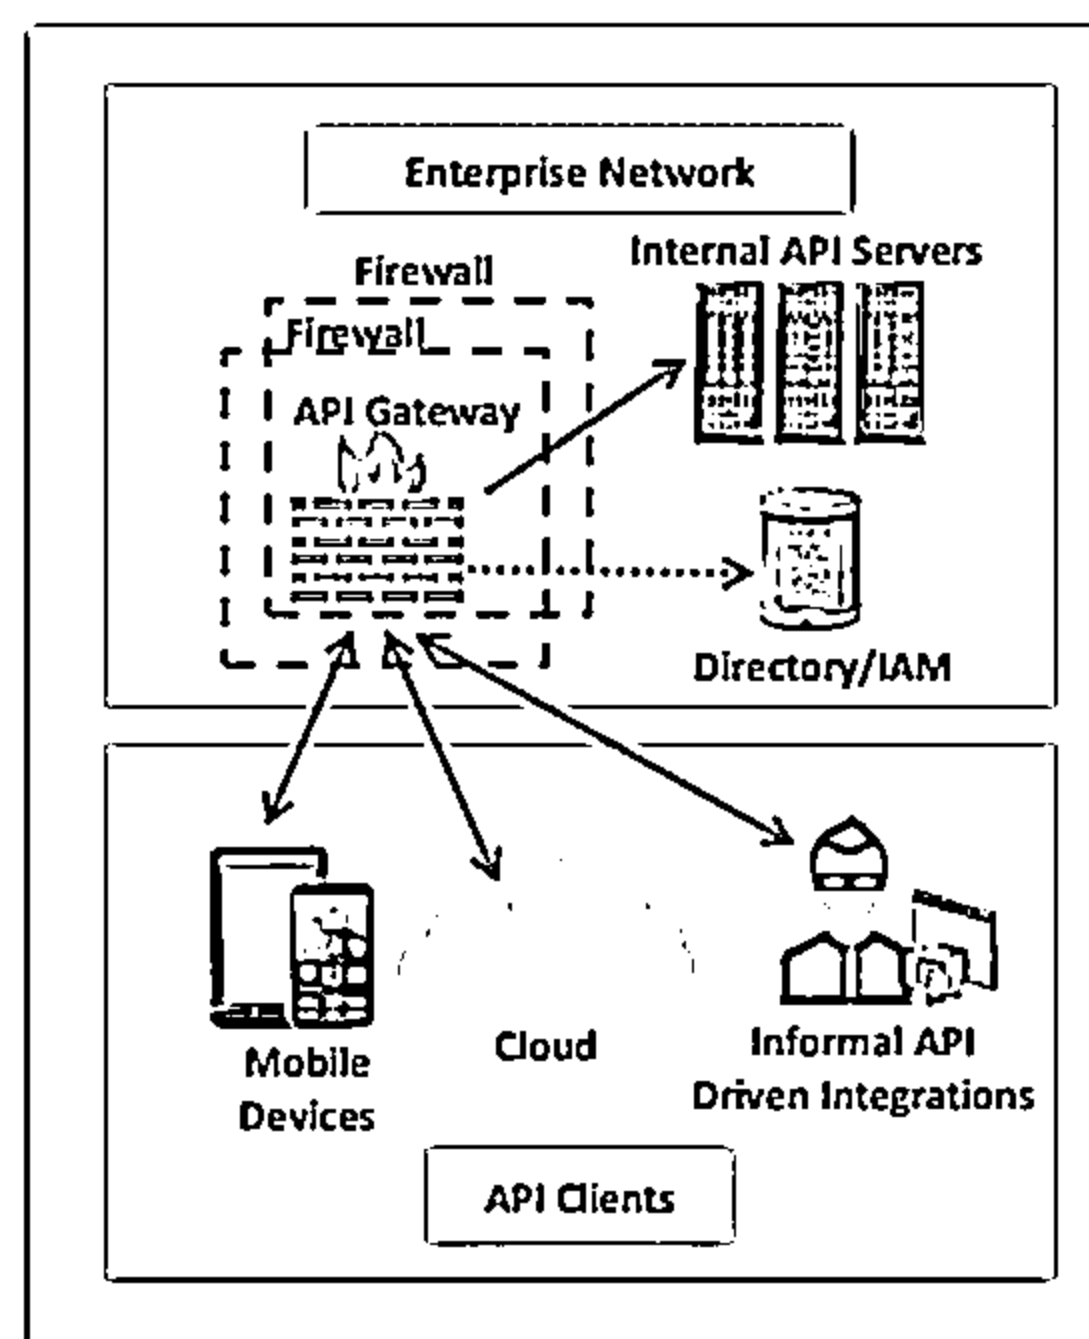 Enterprise Network
Internal API Servers
Firewall
Firewall
API Gateway
Directory/IAM
Mobile
Devices
Cloud
Informal API
Driven Integrations
API Clients